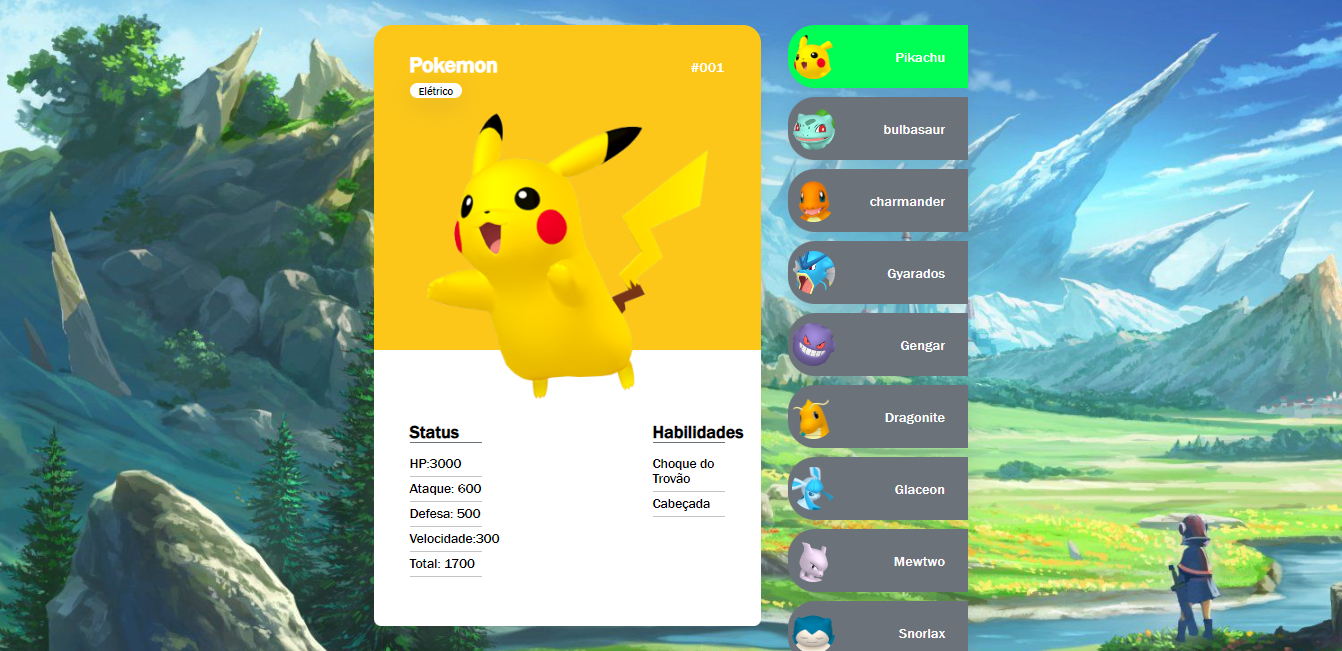 Pokemon
#001
Elétrico
Status
HP:3000
Ataque: 600
Defesa: 500
Velocidade:300
Total: 1700
Habilidades
Choque do
Trovão
Cabeçada
Pikachu
bulbasaur
charmander
Gyarados
Gengar
Dragonite
Glaceon
Mewtwo
Snorlax